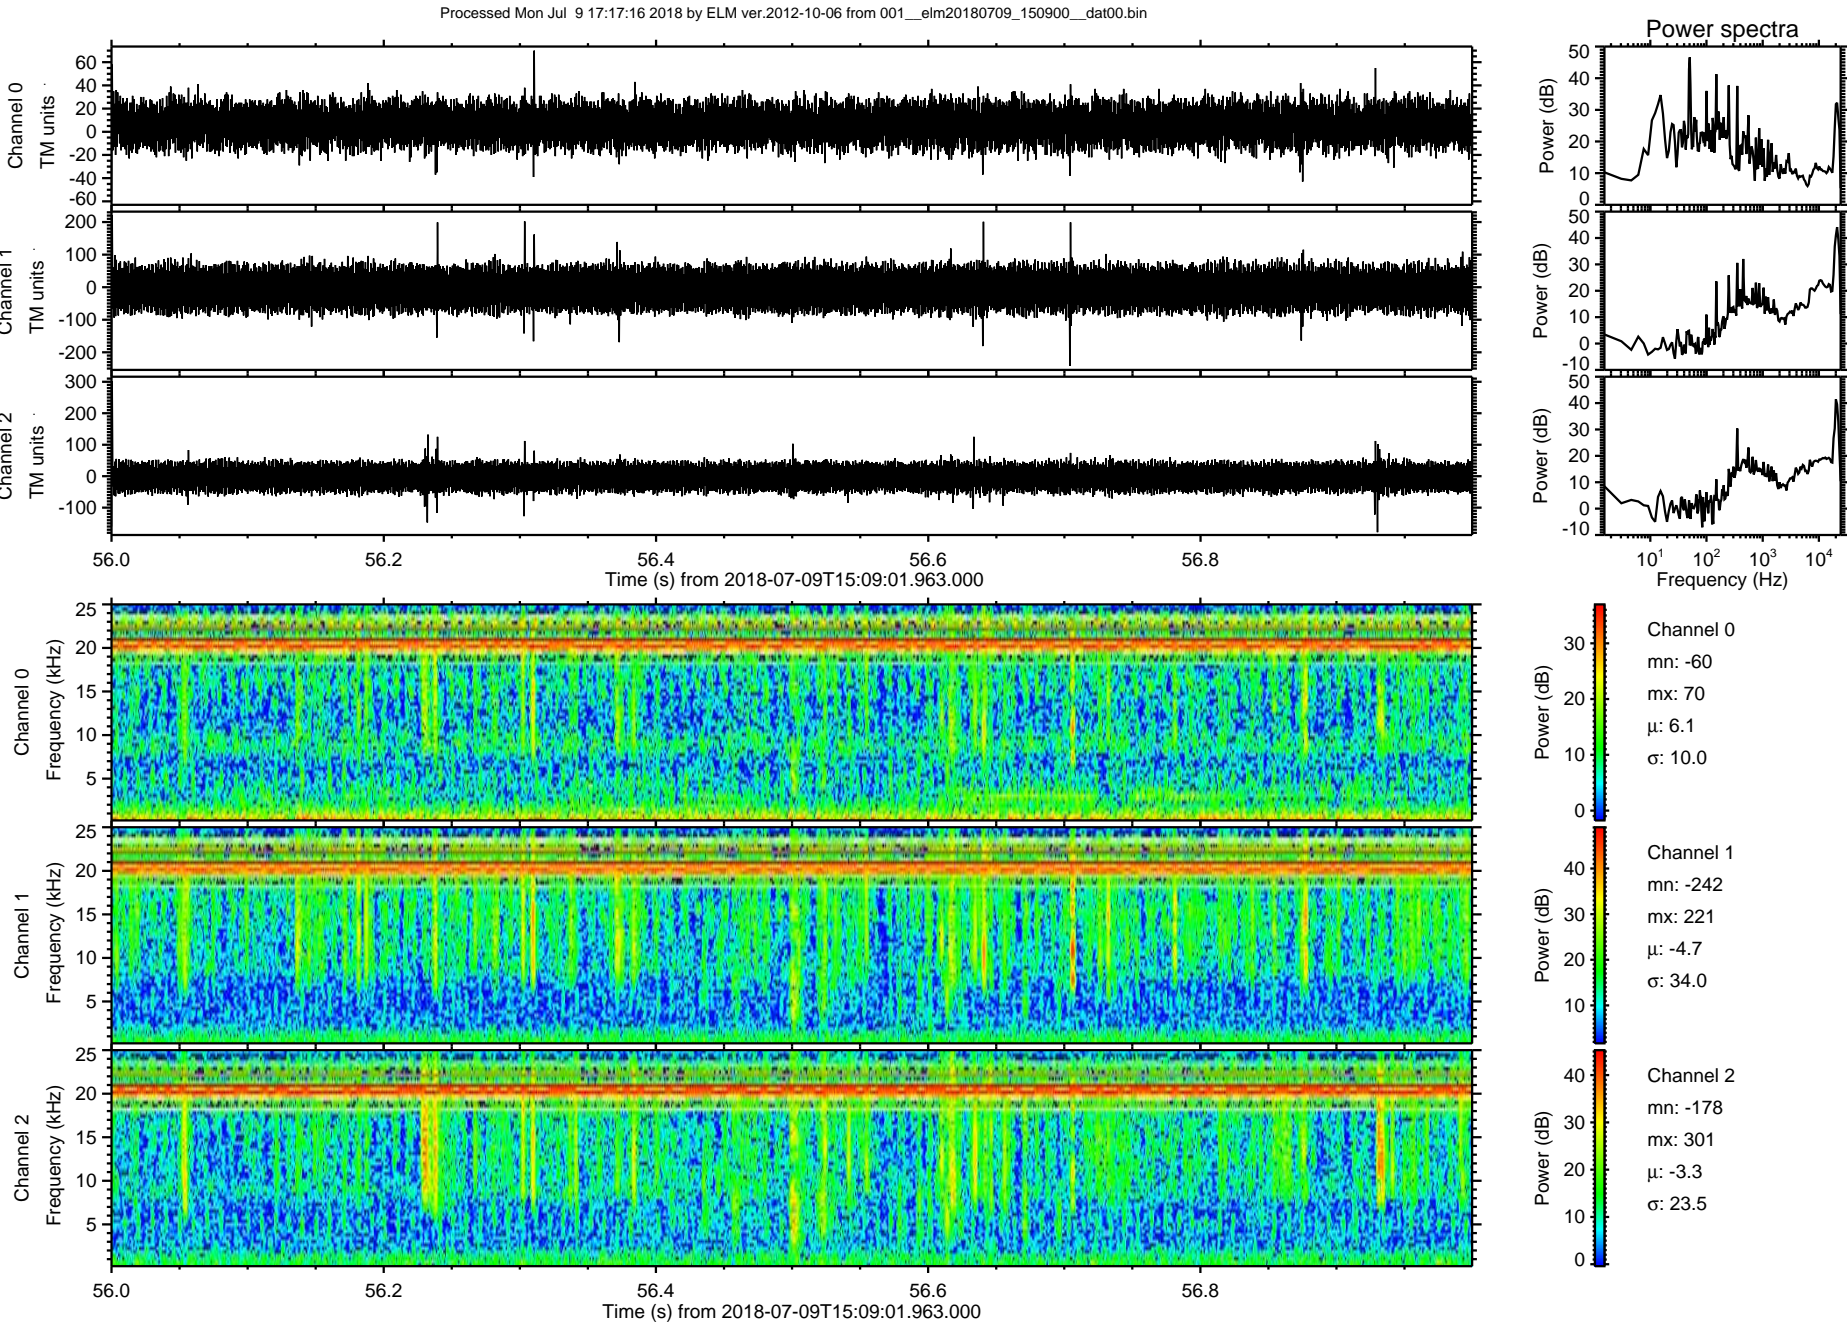 Processed Mon Jul  9 17:17:16 2018 by ELM ver.2012-10-06 from 001__elm20180709_150900__dat00.bin
Power spectra
Channel 0
TM units
60
40
20
0
-20
-40
-60
Power (dB)
50
40
30
20
10
0
Channel 1
TM units
200
100
0
-100
-200
Power (dB)
50
40
30
20
10
0
-10
Channel 2
TM units
300
200
100
0
-100
Power (dB)
50
40
30
20
10
0
-10
56.0 56.2 56.4 56.6 56.8
Time (s) from 2018-07-09T15:09:01.963.000
10¹ 10² 10³ 10⁴
Frequency (Hz)
Channel 0
Frequency (kHz)
25
20
15
10
5
Power (dB)
30
20
10
0
Channel 0
mn: -60
mx: 70
μ: 6.1
σ: 10.0
Channel 1
Frequency (kHz)
25
20
15
10
5
Power (dB)
40
30
20
10
Channel 1
mn: -242
mx: 221
μ: -4.7
σ: 34.0
Channel 2
Frequency (kHz)
25
20
15
10
5
Power (dB)
40
30
20
10
0
Channel 2
mn: -178
mx: 301
μ: -3.3
σ: 23.5
56.0 56.2 56.4 56.6 56.8
Time (s) from 2018-07-09T15:09:01.963.000